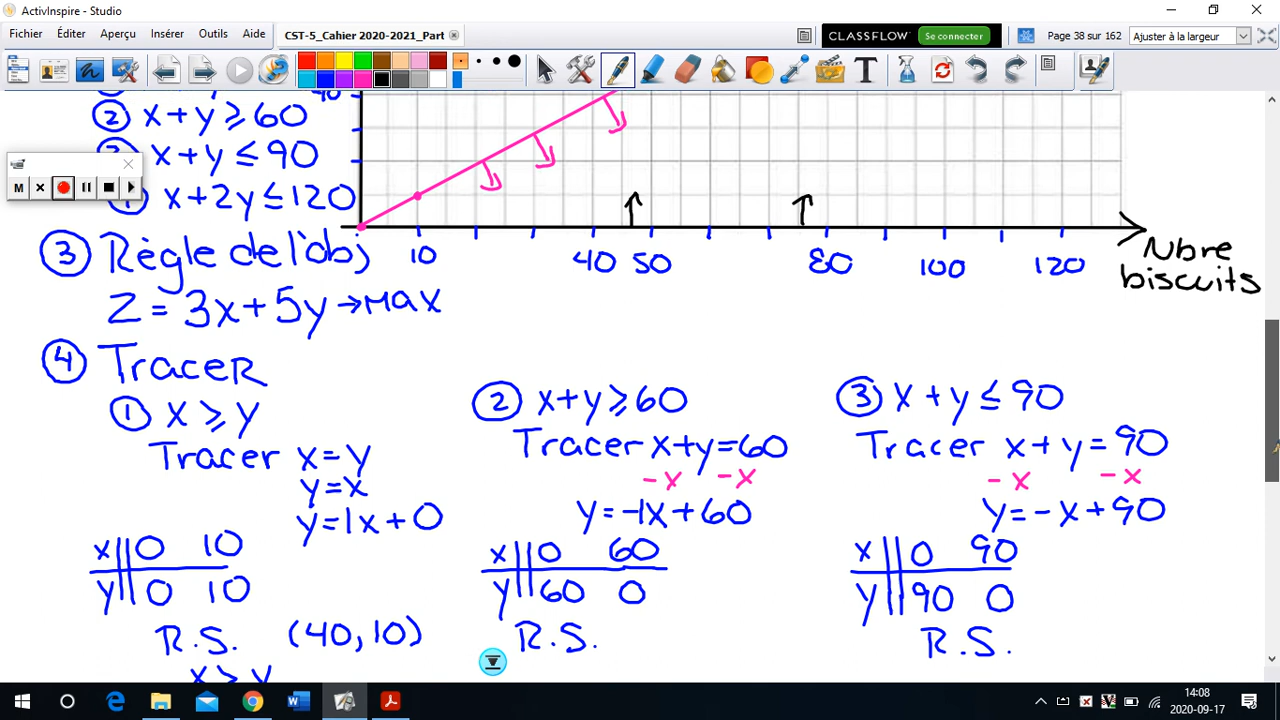 ActivInspire - Studio
Fichier Éditer Aperçu Insérer Outils Aide CST-5_Cahier 2020-2021_Part CLASSFLOW Se connecter Page 38 sur 162 Ajuster à la largeur
40
② x + y ≥ 60
x + y ≤ 90
x + 2y ≤ 120
M
③ Règle de l'obj
Z = 3x + 5y → MAX
10 40 50 80 100 120
Nbre
biscuits
④ Tracer
① x ≥ y
Tracer x = y
y = x
y = 1x + 0
x 0 10
y 0 10
R.S. (40, 10)
x > y
② x + y ≥ 60
Tracer x + y = 60
- x - x
y = -1x + 60
x 0 60
y 60 0
R.S.
③ x + y ≤ 90
Tracer x + y = 90
- x - x
y = - x + 90
x 0 90
y 90 0
R.S.
14:08
2020-09-17